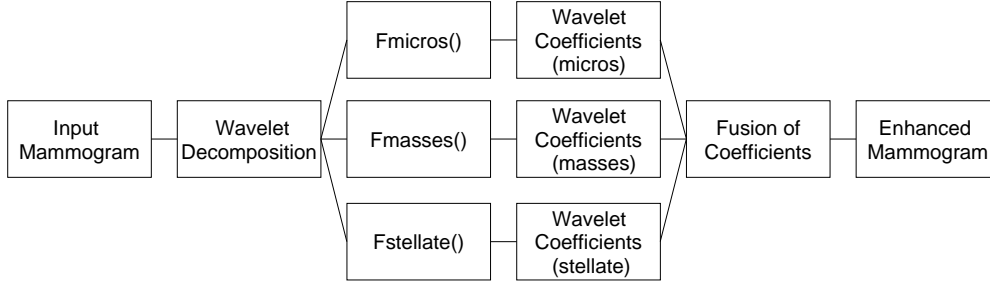 Input
Mammogram
Wavelet
Decomposition
Fmicros()
Wavelet
Coefficients
(micros)
Fmasses()
Wavelet
Coefficients
(masses)
Fstellate()
Wavelet
Coefficients
(stellate)
Fusion of
Coefficients
Enhanced
Mammogram